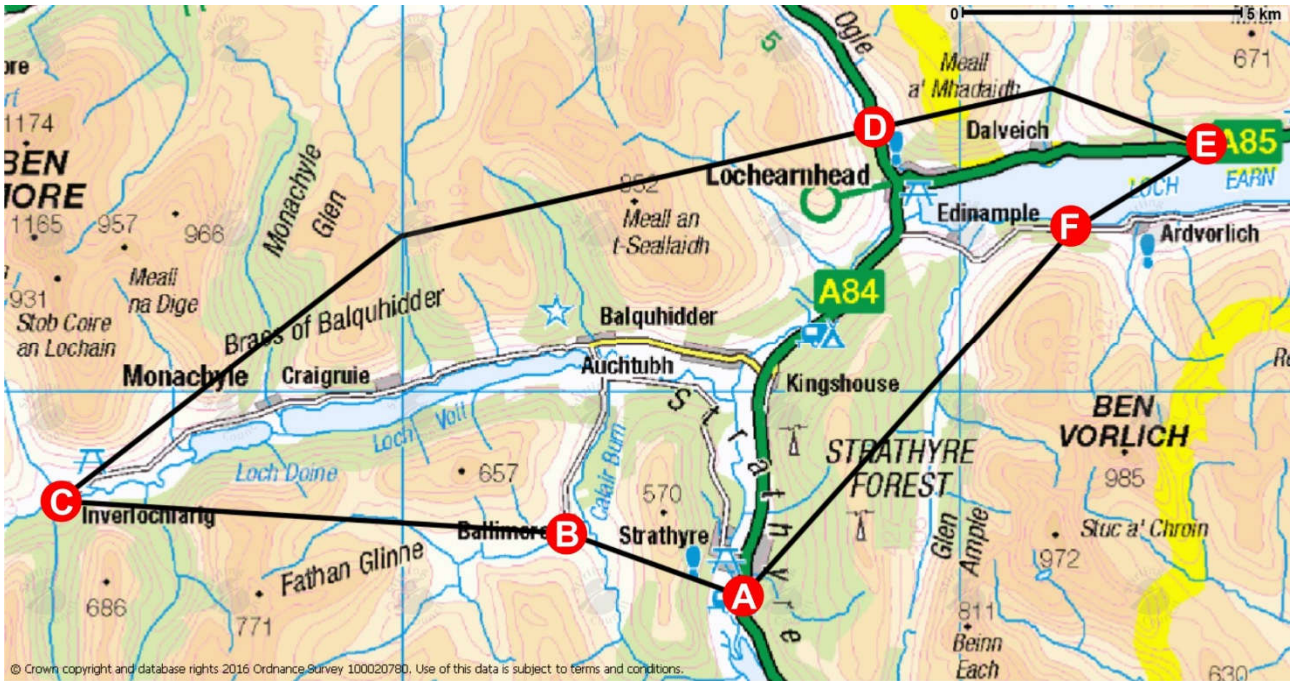 0
5 km
5
Ogle
Meall
a' Mhadaidh
671
1174
BEN
MORE
1165
957
966
Meall
na Dige
931
Stob Coire
an Lochain
Monachyle
Glen
Braes of Balquhidder
852
Meall an
t-Seallaidh
D
Dalveich
E
A85
Lochearnhead
LOCH EARN
Edinample
F
Ardvorlich
A84
Balquhidder
Auchtubh
Kingshouse
Monachyle
Craigruie
Loch Voil
Loch Doine
Calair Burn
Strathyre
STRATHYRE
FOREST
BEN
VORLICH
985
Stuc a' Chroin
972
Glen
Ample
C
Inverlochlarig
657
Ballimore
B
570
Strathyre
A
Fathan Glinne
686
771
811
Beinn
Each
630
© Crown copyright and database rights 2016 Ordnance Survey 100020780. Use of this data is subject to terms and conditions.